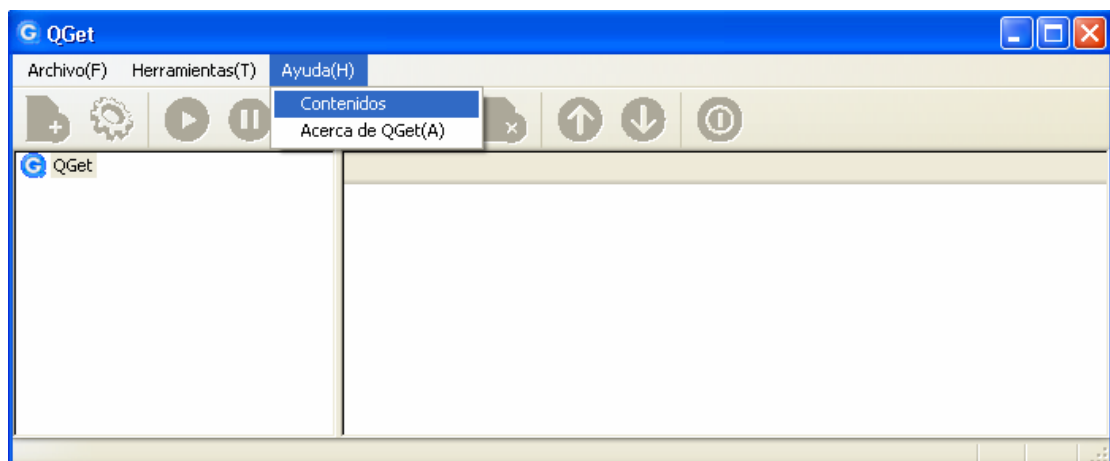 QGet
Archivo(F) Herramientas(T) Ayuda(H)
Contenidos
Acerca de QGet(A)
QGet